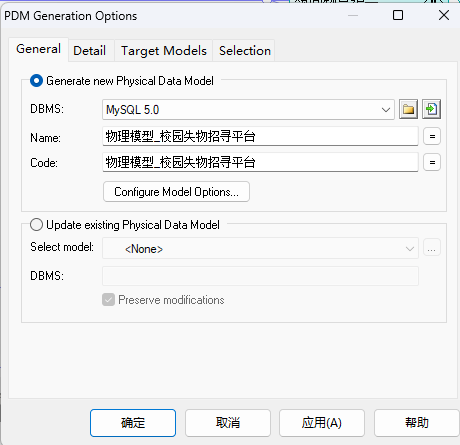 PDM Generation Options
General
Detail
Target Models
Selection
Generate new Physical Data Model
DBMS:
MySQL 5.0
Name:
物理模型_校园失物招寻平台
=
Code:
物理模型_校园失物招寻平台
=
Configure Model Options...
Update existing Physical Data Model
Select model:
<None>
...
DBMS:
Preserve modifications
确定
取消
应用(A)
帮助